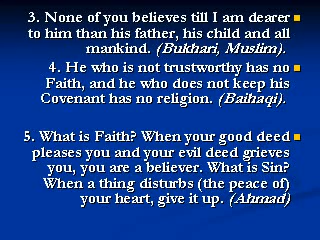 3. None of you believes till I am dearer
to him than his father, his child and all
mankind. (Bukhari, Muslim).
4. He who is not trustworthy has no
Faith, and he who does not keep his
Covenant has no religion. (Baihaqi).
5. What is Faith? When your good deed
pleases you and your evil deed grieves
you, you are a believer. What is Sin?
When a thing disturbs (the peace of)
your heart, give it up. (Ahmad)